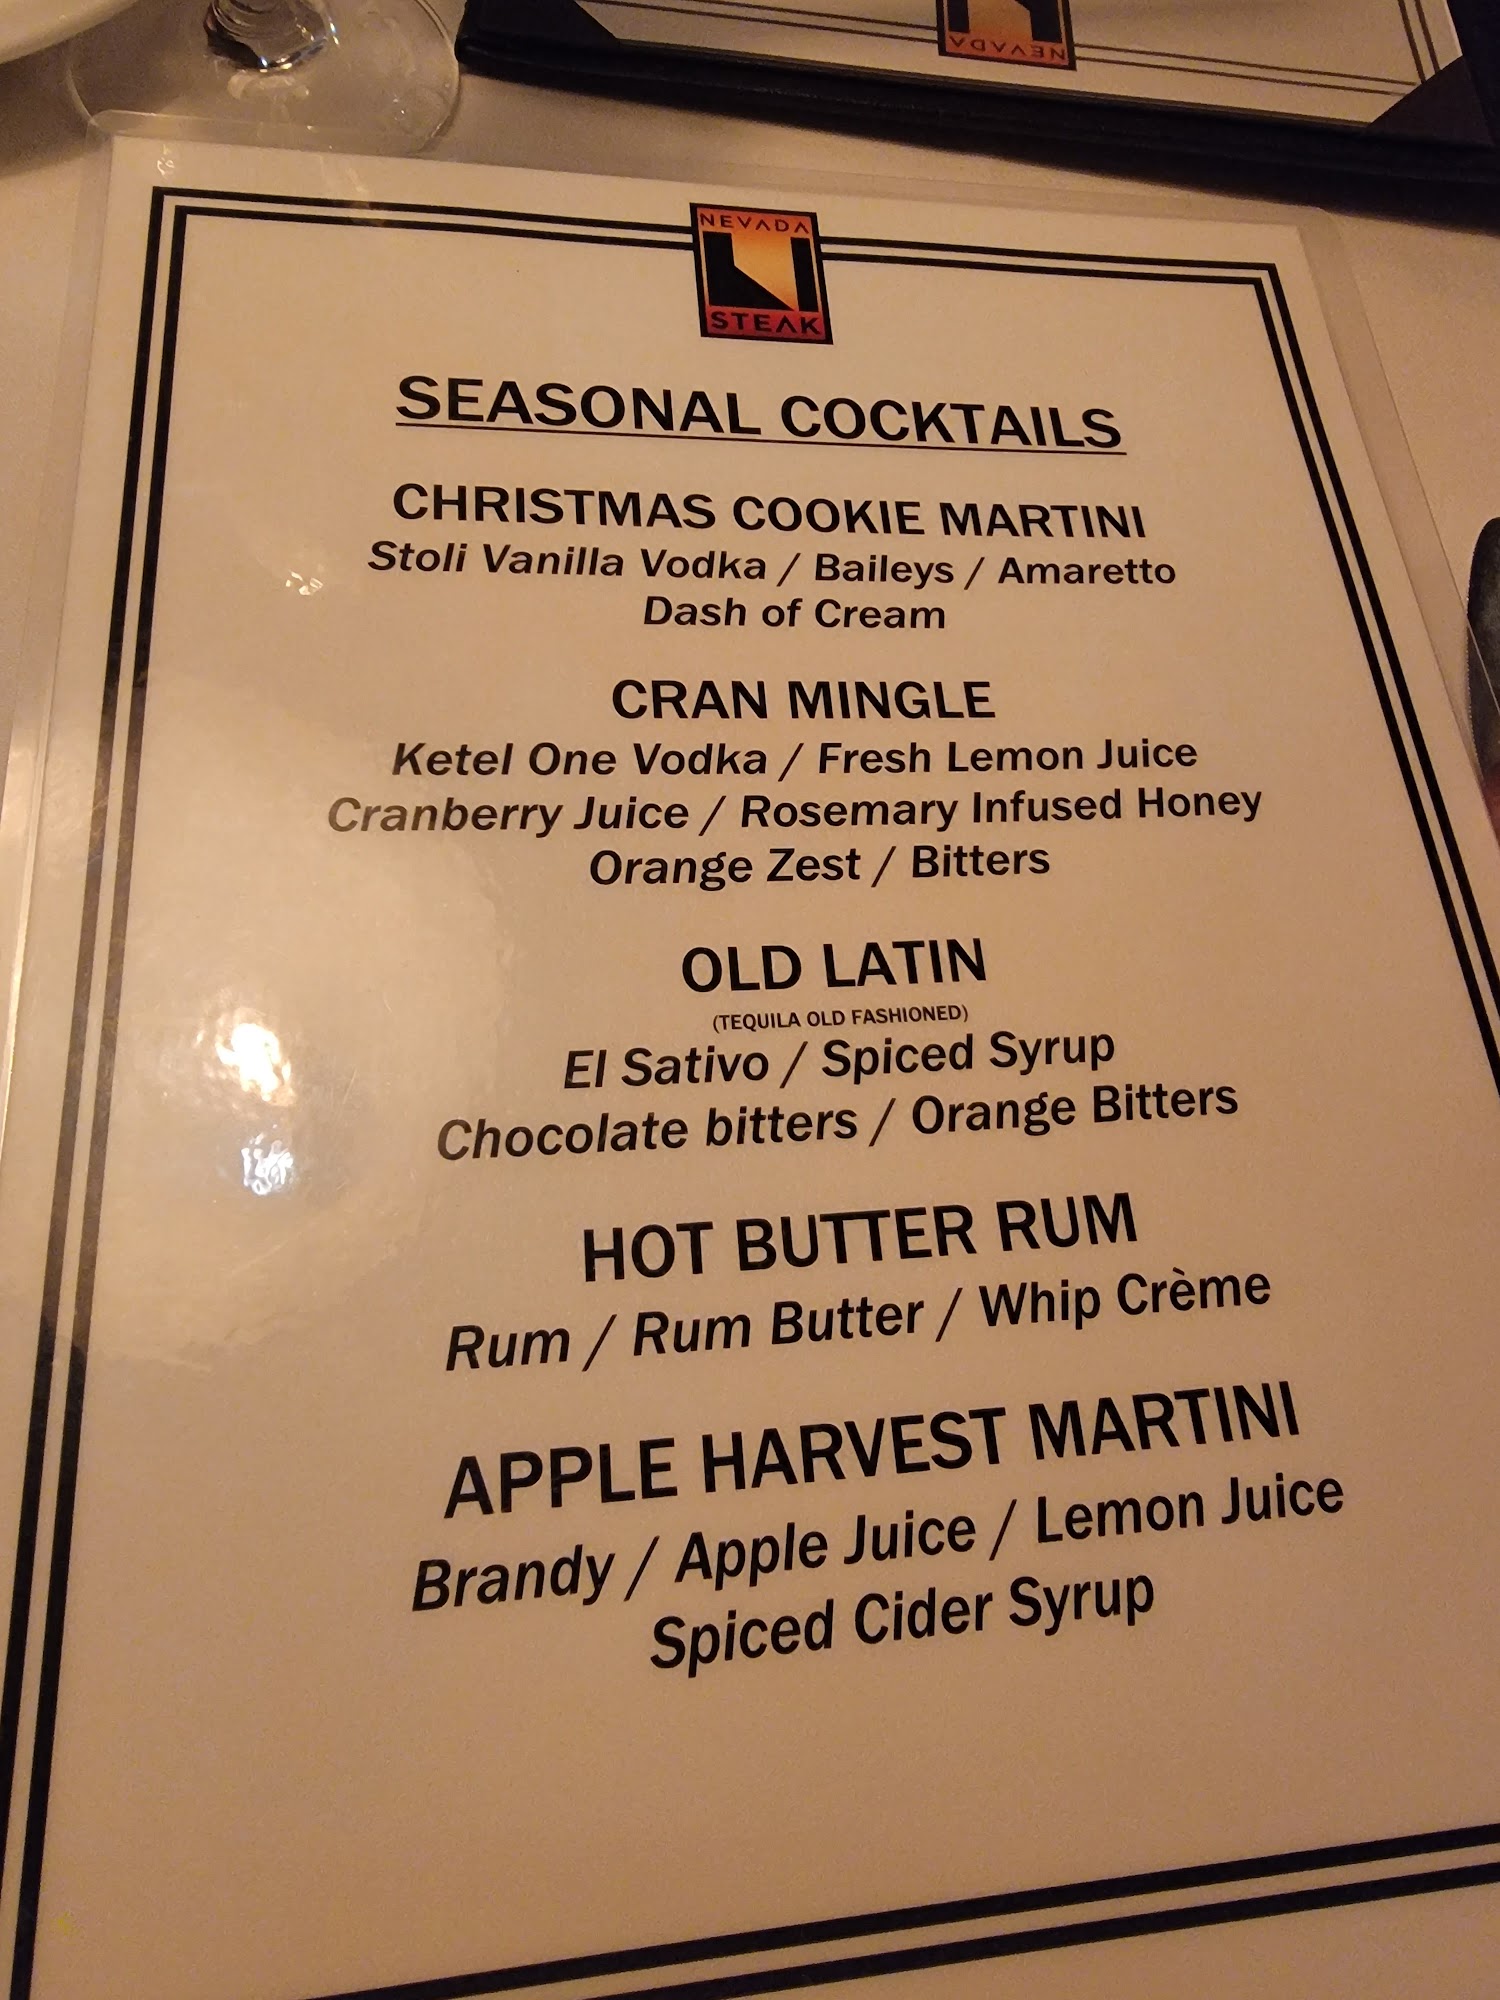 NEVADA
NEVADA
STEAK
SEASONAL COCKTAILS
CHRISTMAS COOKIE MARTINI
Stoli Vanilla Vodka / Baileys / Amaretto
Dash of Cream
CRAN MINGLE
Ketel One Vodka / Fresh Lemon Juice
Cranberry Juice / Rosemary Infused Honey
Orange Zest / Bitters
OLD LATIN
(TEQUILA OLD FASHIONED)
El Sativo / Spiced Syrup
Chocolate bitters / Orange Bitters
HOT BUTTER RUM
Rum / Rum Butter / Whip Crème
APPLE HARVEST MARTINI
Brandy / Apple Juice / Lemon Juice
Spiced Cider Syrup